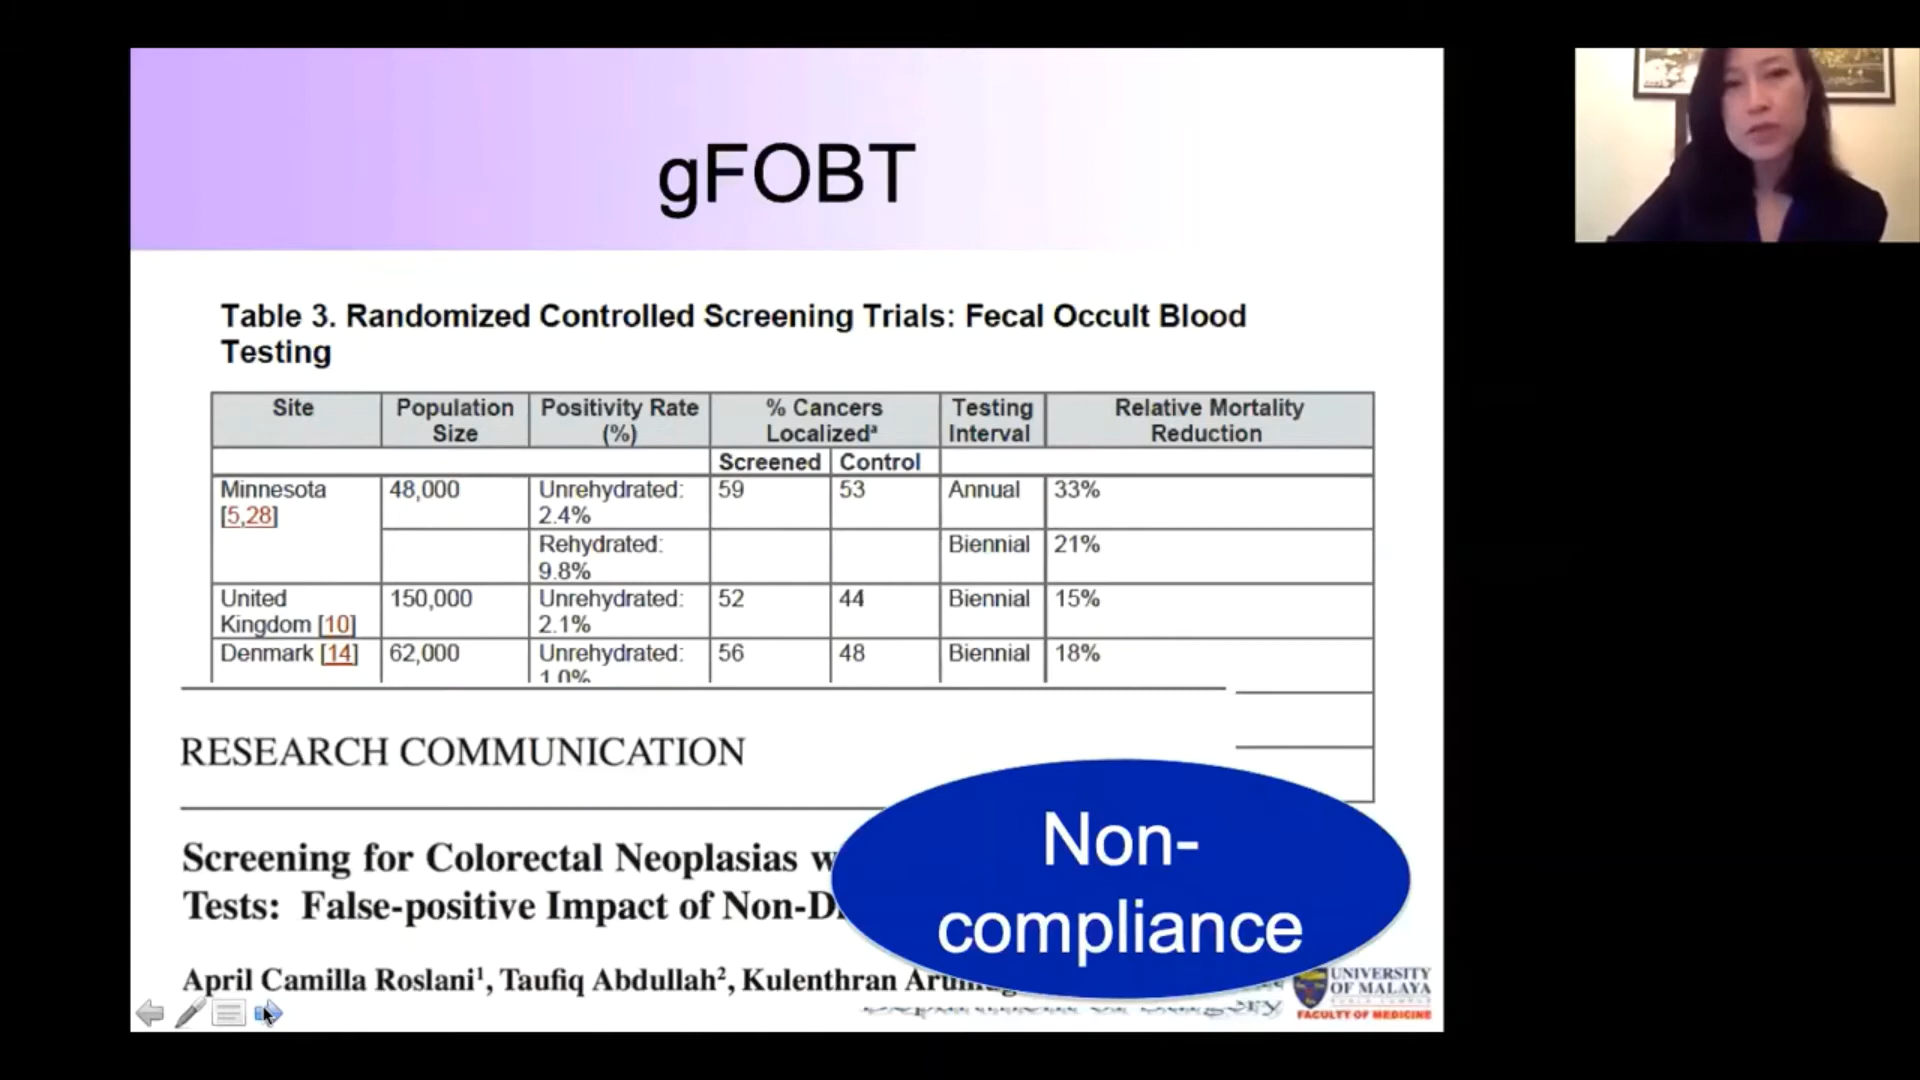 gFOBT
Table 3. Randomized Controlled Screening Trials: Fecal Occult Blood
Testing
Site Population Size Positivity Rate (%) % Cancers Localizedª Testing Interval Relative Mortality Reduction
Screened Control
Minnesota [5,28] 48,000 Unrehydrated: 2.4% 59 53 Annual 33%
Rehydrated: 9.8% Biennial 21%
United Kingdom [10] 150,000 Unrehydrated: 2.1% 52 44 Biennial 15%
Denmark [14] 62,000 Unrehydrated: 1.0% 56 48 Biennial 18%
RESEARCH COMMUNICATION
Screening for Colorectal Neoplasias
Tests: False-positive Impact of
April Camilla Roslani¹, Taufiq Abdullah², Kulenthran
Non-
compliance
UNIVERSITY
OF MALAYA
FACULTY OF MEDICINE